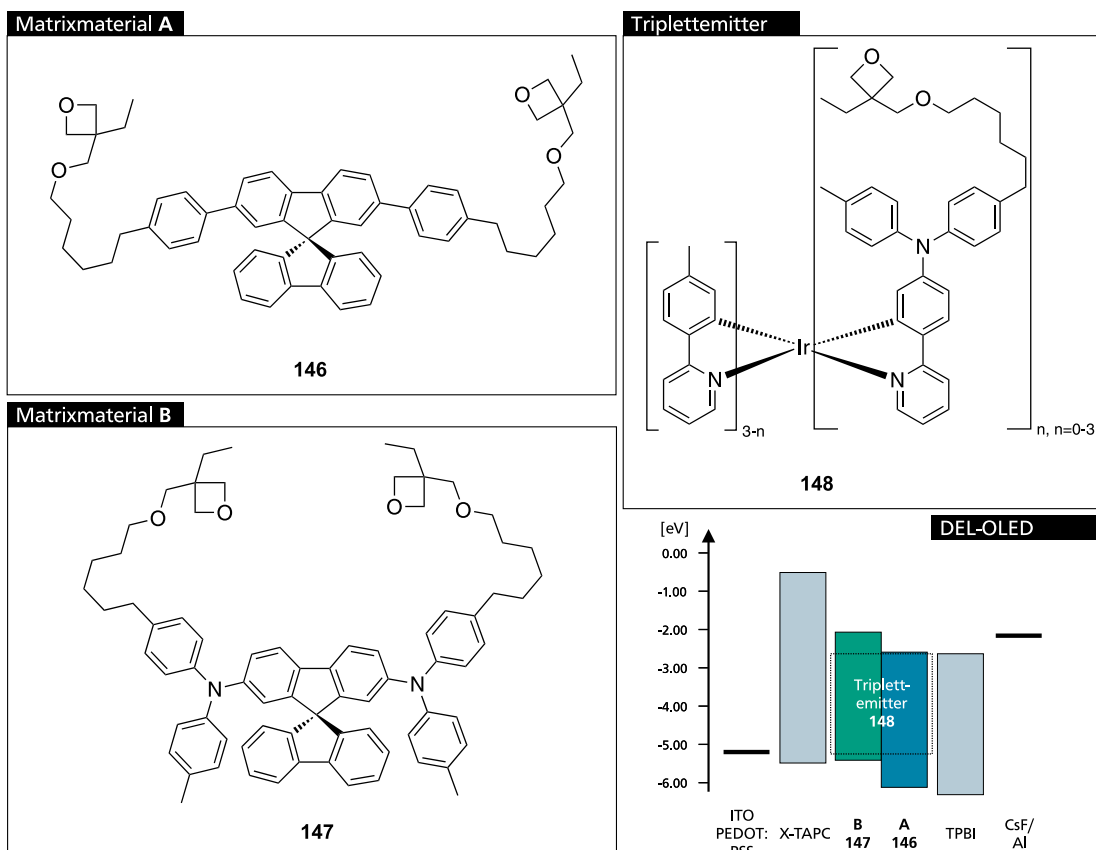 Matrixmaterial A
O
O
O
O
146
Matrixmaterial B
O
O
O
O
N
N
147
Triplettemitter
O
O
N
Ir
N
N
3-n
n, n=0-3
148
DEL-OLED
[eV]
0.00
-1.00
-2.00
-3.00
-4.00
-5.00
-6.00
Triplett-
emitter
148
ITO
PEDOT:
PSS
X-TAPC
B
147
A
146
TPBI
CsF/
Al